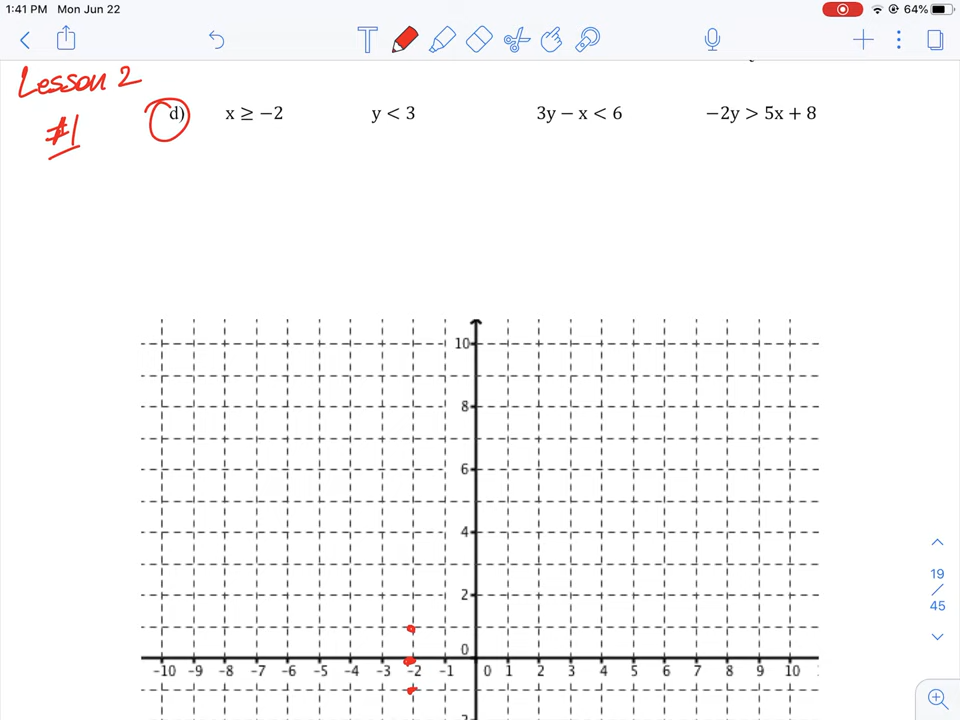 1:41 PM Mon Jun 22 64%
T
Lesson 2
#1
d) x ≥ −2 y < 3 3y − x < 6 −2y > 5x + 8
10
8
6
4
2
0
-10 -9 -8 -7 -6 -5 -4 -3 -2 -1 0 1 2 3 4 5 6 7 8 9 10
19
/
45